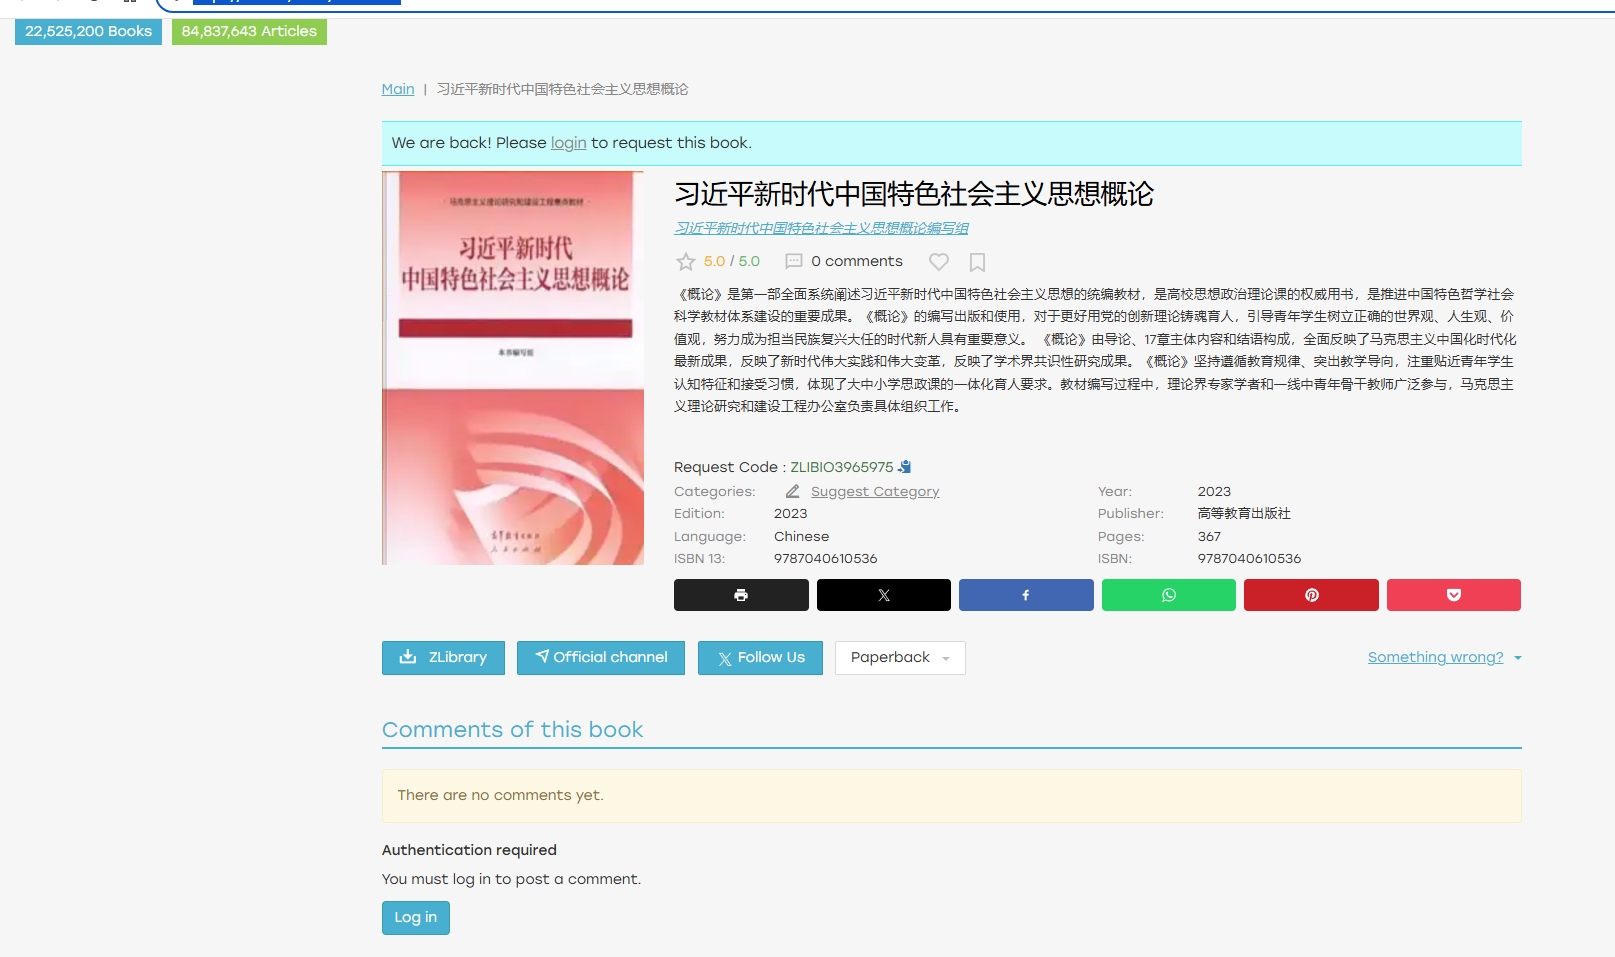 22,525,200 Books
84,837,643 Articles
Main | 习近平新时代中国特色社会主义思想概论
We are back! Please login to request this book.
马克思主义理论研究和建设工程重点教材
习近平新时代
中国特色社会主义思想概论
本书编写组
高等教育出版社
人民出版社
习近平新时代中国特色社会主义思想概论
习近平新时代中国特色社会主义思想概论编写组
5.0 / 5.0 0 comments
《概论》是第一部全面系统阐述习近平新时代中国特色社会主义思想的统编教材，是高校思想政治理论课的权威用书，是推进中国特色哲学社会
科学教材体系建设的重要成果。《概论》的编写出版和使用，对于更好用党的创新理论铸魂育人，引导青年学生树立正确的世界观、人生观、价
值观，努力成为担当民族复兴大任的时代新人具有重要意义。 《概论》由导论、17章主体内容和结语构成，全面反映了马克思主义中国化时代化
最新成果，反映了新时代伟大实践和伟大变革，反映了学术界共识性研究成果。《概论》坚持遵循教育规律、突出教学导向，注重贴近青年学生
认知特征和接受习惯，体现了大中小学思政课的一体化育人要求。教材编写过程中，理论界专家学者和一线中青年骨干教师广泛参与，马克思主
义理论研究和建设工程办公室负责具体组织工作。
Request Code : ZLIBIO3965975
Categories: Suggest Category
Year: 2023
Edition: 2023
Publisher: 高等教育出版社
Language: Chinese
Pages: 367
ISBN 13: 9787040610536
ISBN: 9787040610536
ZLibrary
Official channel
Follow Us
Paperback
Something wrong?
Comments of this book
There are no comments yet.
Authentication required
You must log in to post a comment.
Log in